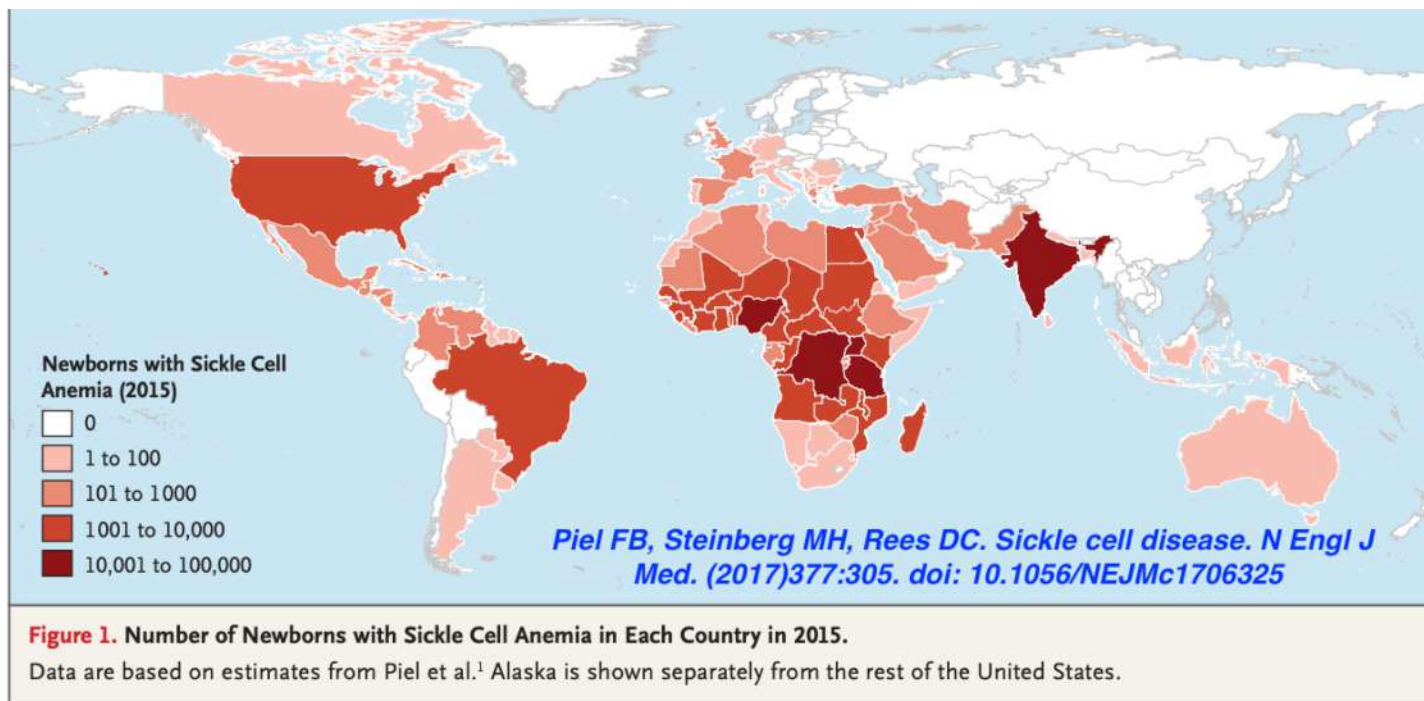 Newborns with Sickle Cell
Anemia (2015)
0
1 to 100
101 to 1000
1001 to 10,000
10,001 to 100,000
Piel FB, Steinberg MH, Rees DC. Sickle cell disease. N Engl J
Med. (2017)377:305. doi: 10.1056/NEJMc1706325
Figure 1. Number of Newborns with Sickle Cell Anemia in Each Country in 2015.
Data are based on estimates from Piel et al.¹ Alaska is shown separately from the rest of the United States.